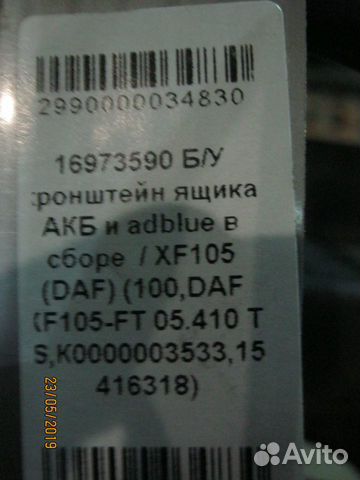 2990000034830
16973590 Б/У
кронштейн ящика
АКБ и adblue в
сборе / XF105
(DAF) (100,DAF
XF105-FT 05.410 T
S,K0000003533,15
416318)
23/05/2019
Avito